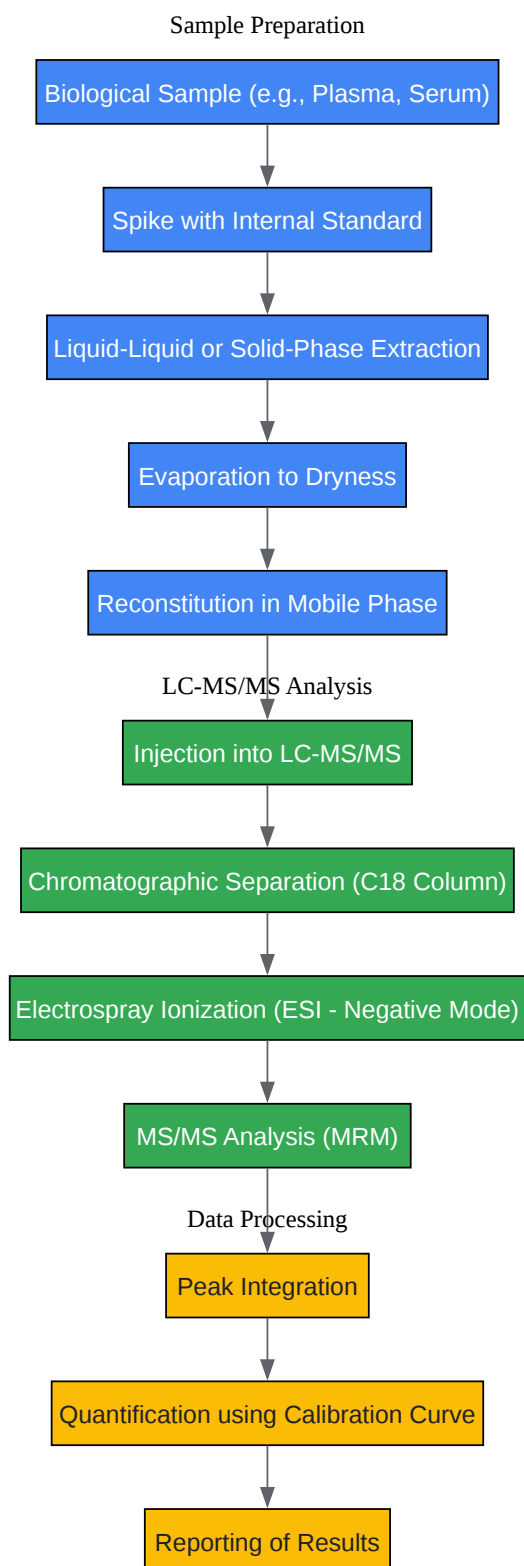 Sample Preparation
Biological Sample (e.g., Plasma, Serum)
Spike with Internal Standard
Liquid-Liquid or Solid-Phase Extraction
Evaporation to Dryness
Reconstitution in Mobile Phase
LC-MS/MS Analysis
Injection into LC-MS/MS
Chromatographic Separation (C18 Column)
Electrospray Ionization (ESI - Negative Mode)
MS/MS Analysis (MRM)
Data Processing
Peak Integration
Quantification using Calibration Curve
Reporting of Results